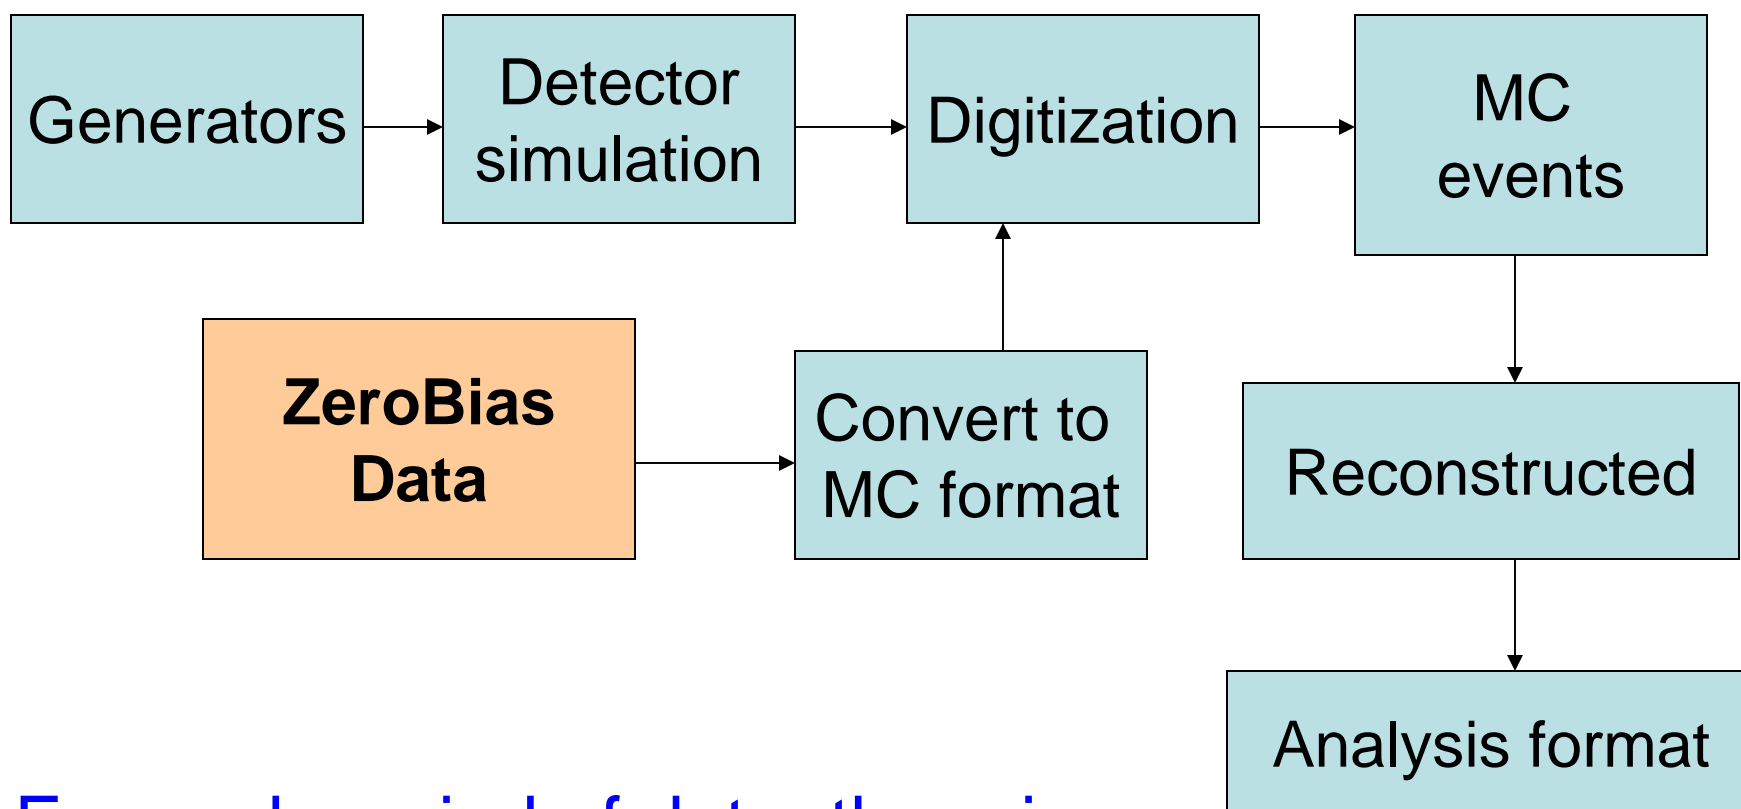 Generators
Detector
simulation
Digitization
MC
events
ZeroBias
Data
Convert to
MC format
Reconstructed
Analysis format